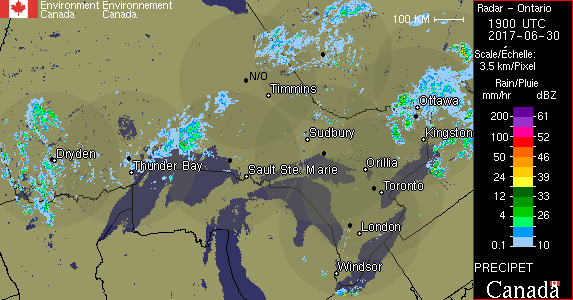 Environment Environnement
Canada Canada
100 KM
N/O
Timmins
Ottawa
Sudbury
Kingston
Dryden
Thunder Bay
Sault Ste. Marie
Orillia
Toronto
London
Windsor
Radar - Ontario
1900 UTC
2017-06-30
Scale/Échelle:
3.5 km/Pixel
Rain/Pluie
mm/hr dBZ
200 61
100 52
50 46
24 39
12 33
4 26
0.1 10
PRECIPET
Canada